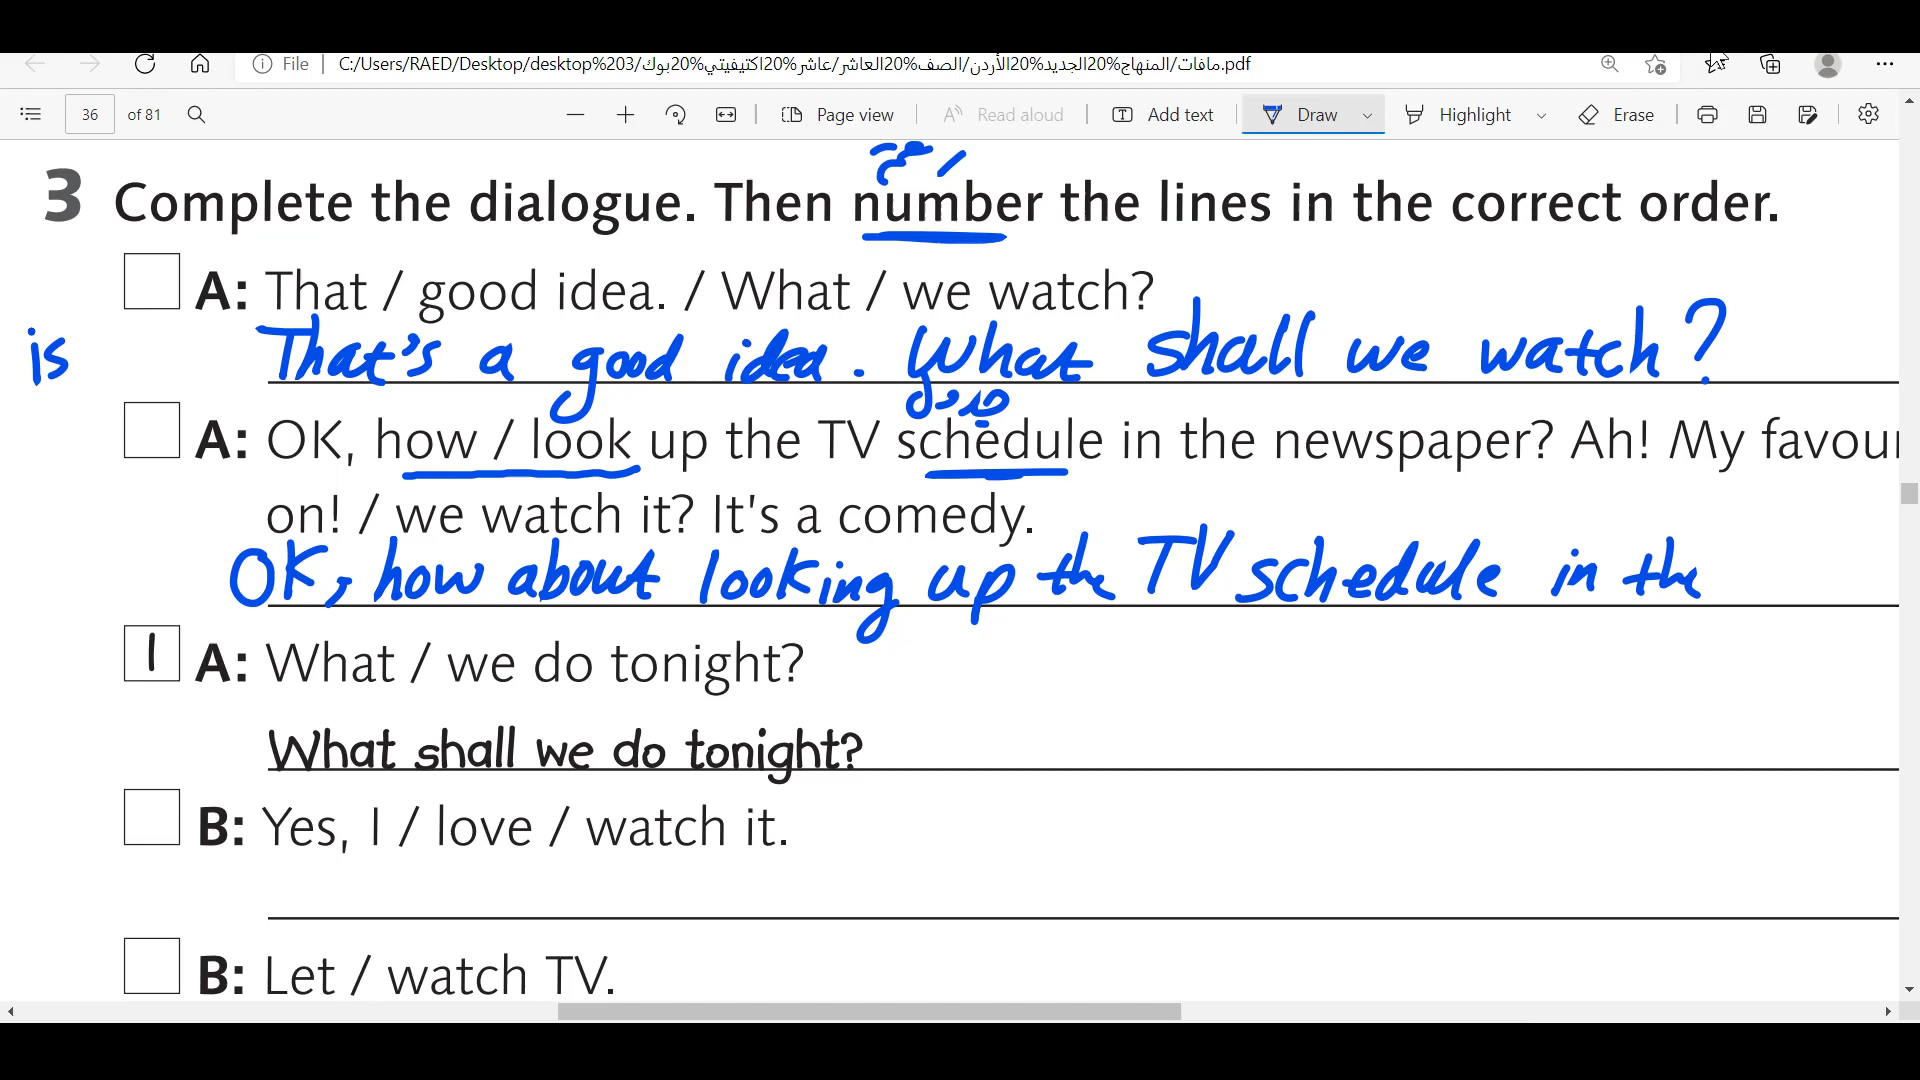 File C:/Users/RAED/Desktop/desktop%203/مافات/المنهاج%20الجديد%20الأردن/الصف%20العاشر/عاشر%20اكتيفيتي%20بوك.pdf
36 of 81 Page view Read aloud Add text Draw Highlight Erase
3 Complete the dialogue. Then number the lines in the correct order.
A: That / good idea. / What / we watch?
is That's a good idea. What shall we watch?
A: OK, how / look up the TV schedule in the newspaper? Ah! My favour
on! / we watch it? It's a comedy.
OK, how about looking up the TV schedule in the
1 A: What / we do tonight?
What shall we do tonight?
B: Yes, I / love / watch it.
B: Let / watch TV.